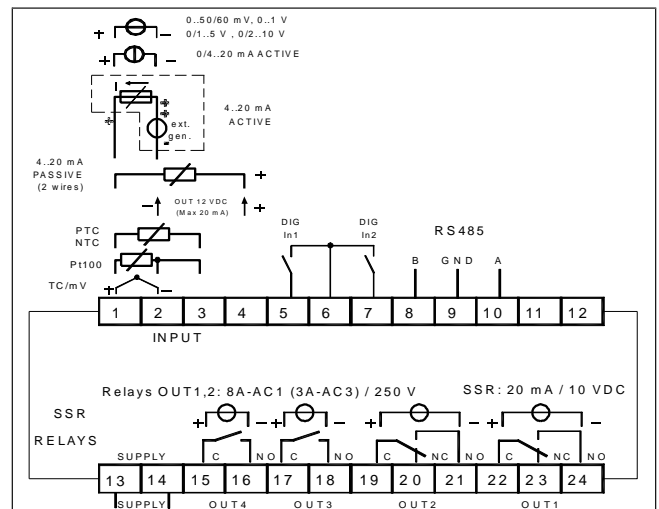 0..50/60 mV, 0..1 V
0/1..5 V , 0/2..10 V
+ –
0/4..20 mA ACTIVE
+ –
4..20 mA
ACTIVE
ext.
gen.
4..20 mA
PASSIVE
(2 wires)
+
– OUT 12 VDC +
(Max 20 mA)
PTC
NTC
Pt100
TC/mV + –
DIG
In1
DIG
In2
RS485
B GND A
1 2 3 4 5 6 7 8 9 10 11 12
INPUT
Relays OUT1,2: 8A-AC1 (3A-AC3) / 250 V SSR: 20 mA / 10 VDC
SSR
RELAYS
+ – + – + – + –
SUPPLY C NO C NO C NC NO C NC NO
13 14 15 16 17 18 19 20 21 22 23 24
SUPPLY OUT4 OUT3 OUT2 OUT1